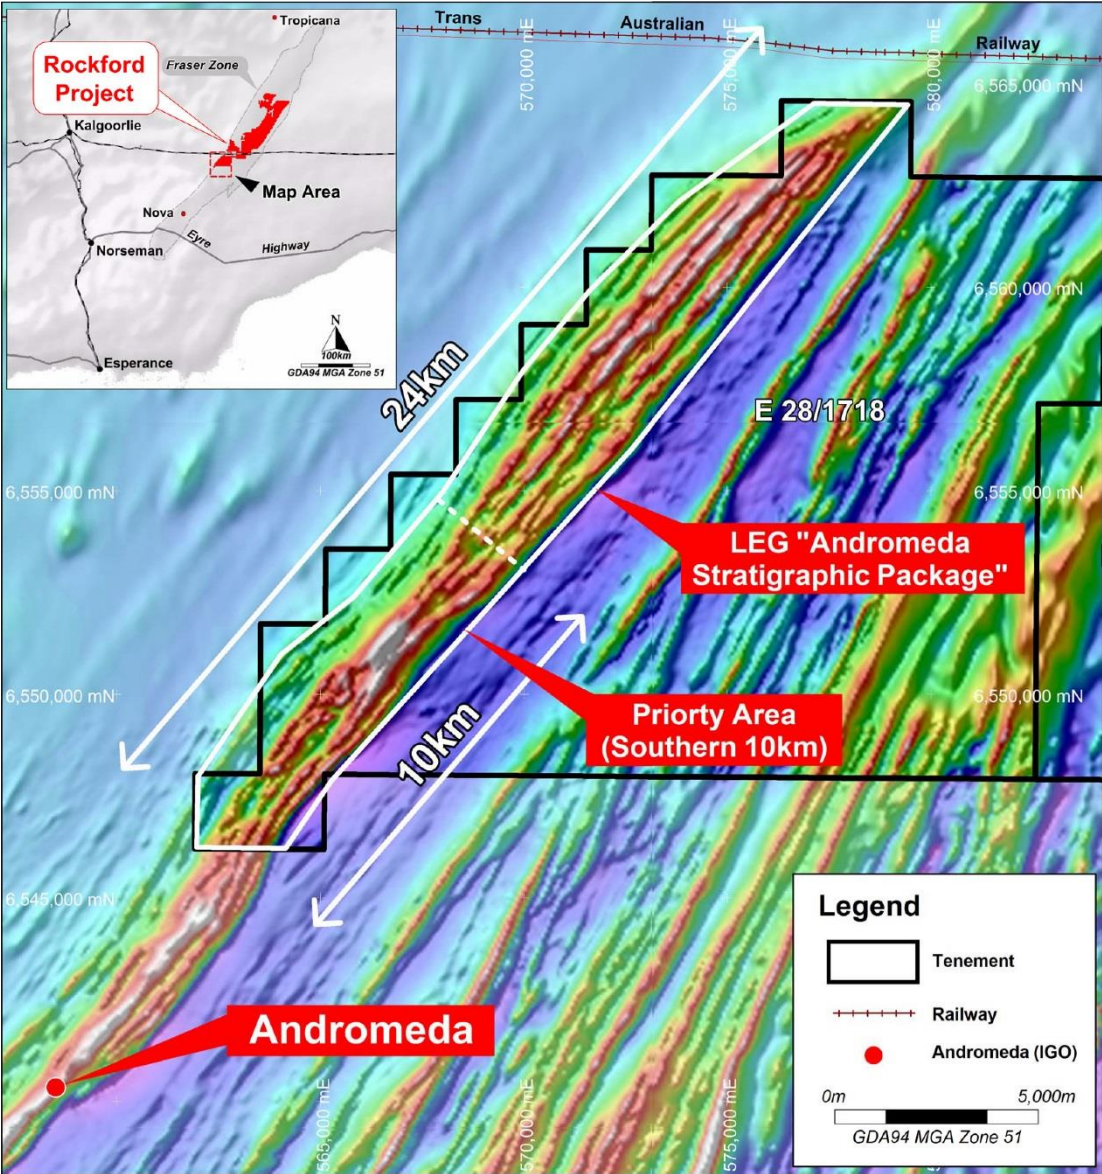 Tropicana
Rockford
Project
Fraser Zone
Kalgoorlie
Map Area
Nova
Eyre
Highway
Norseman
Esperance
N
100km
GDA94 MGA Zone 51
Trans
Australian
Railway
570,000 mE
575,000 mE
580,000 mE
6,565,000 mN
6,560,000 mN
24km
E 28/1718
6,555,000 mN
6,555,000 mN
LEG "Andromeda
Stratigraphic Package"
6,550,000 mN
6,550,000 mN
Priorty Area
(Southern 10km)
10km
6,545,000 mN
Andromeda
565,000 mE
570,000 mE
575,000 mE
Legend
Tenement
Railway
Andromeda (IGO)
0m
5,000m
GDA94 MGA Zone 51